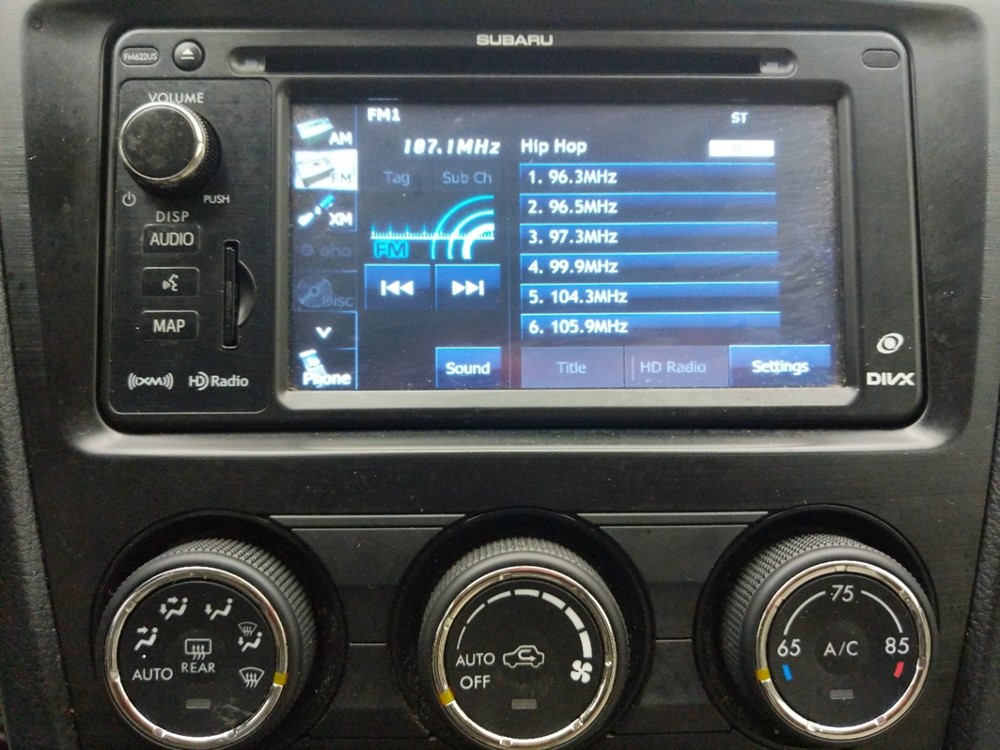 SUBARU
FM622US
VOLUME
PUSH
DISP
AUDIO
MAP
((XM)) HD Radio
AM
FM
XM
aha
DISC
Phone
FM1
ST
107.1MHz
Hip Hop
Tag Sub Ch
FM
1. 96.3MHz
2. 96.5MHz
3. 97.3MHz
4. 99.9MHz
5. 104.3MHz
6. 105.9MHz
Sound
Title
HD Radio
Settings
DIVX
AUTO
REAR
AUTO
OFF
75
65 A/C 85